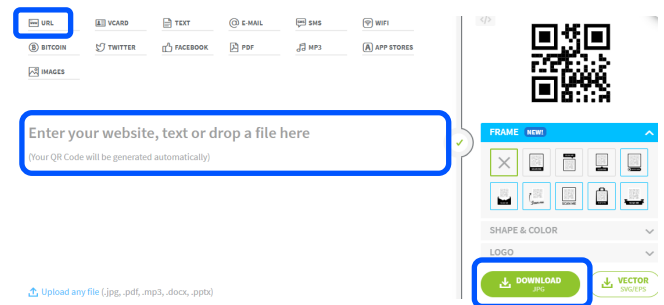 URL VCARD TEXT E-MAIL SMS WIFI
BITCOIN TWITTER FACEBOOK PDF MP3 APP STORES
IMAGES
Enter your website, text or drop a file here
(Your QR Code will be generated automatically)
Upload any file (.jpg, .pdf, .mp3, .docx, .pptx)
</>
FRAME NEW!
SHAPE & COLOR
LOGO
DOWNLOAD
JPG
VECTOR
SVG/EPS